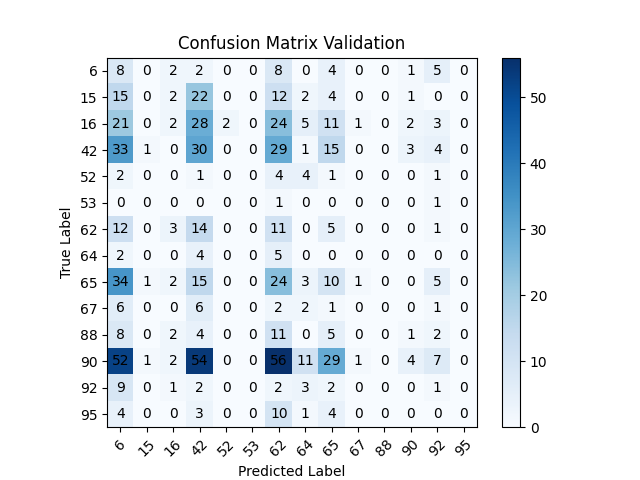 Confusion Matrix Validation
6 8 0 2 2 0 0 8 0 4 0 0 1 5 0
15 15 0 2 22 0 0 12 2 4 0 0 1 0 0
16 21 0 2 28 2 0 24 5 11 1 0 2 3 0
42 33 1 0 30 0 0 29 1 15 0 0 3 4 0
52 2 0 0 1 0 0 4 4 1 0 0 0 1 0
53 0 0 0 0 0 0 1 0 0 0 0 0 1 0
62 12 0 3 14 0 0 11 0 5 0 0 0 1 0
64 2 0 0 4 0 0 5 0 0 0 0 0 0 0
65 34 1 2 15 0 0 24 3 10 1 0 0 5 0
67 6 0 0 6 0 0 2 2 1 0 0 0 1 0
88 8 0 2 4 0 0 11 0 5 0 0 1 2 0
90 52 1 2 54 0 0 56 11 29 1 0 4 7 0
92 9 0 1 2 0 0 2 3 2 0 0 0 1 0
95 4 0 0 3 0 0 10 1 4 0 0 0 0 0
6 15 16 42 52 53 62 64 65 67 88 90 92 95
Predicted Label
True Label
50
40
30
20
10
0